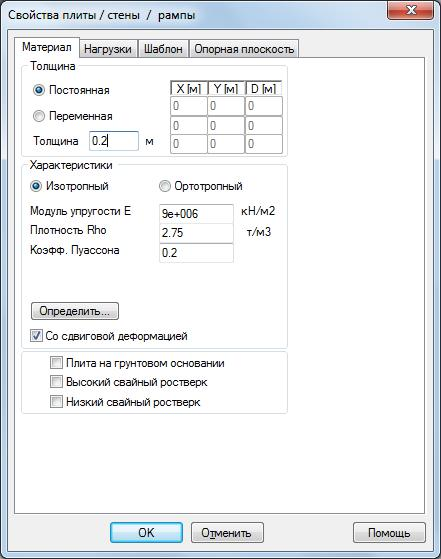 Свойства плиты / стены / рампы
Материал Нагрузки Шаблон Опорная плоскость
Толщина
Постоянная
Переменная
Толщина 0.2 м
X [м] Y [м] D [м]
0 0 0
0 0 0
0 0 0
Характеристики
Изотропный Ортотропный
Модуль упругости E 9e+006 кН/м2
Плотность Rho 2.75 т/м3
Коэфф. Пуассона 0.2
Определить...
Со сдвиговой деформацией
Плита на грунтовом основании
Высокий свайный ростверк
Низкий свайный ростверк
OK Отменить Помощь